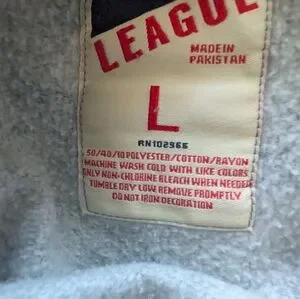 LEAGUE
MADE IN
PAKISTAN
L
RN102965
50/40/10 POLYESTER/COTTON/RAYON
MACHINE WASH COLD WITH LIKE COLORS
ONLY NON-CHLORINE BLEACH WHEN NEEDED
TUMBLE DRY LOW. REMOVE PROMPTLY
DO NOT IRON DECORATION